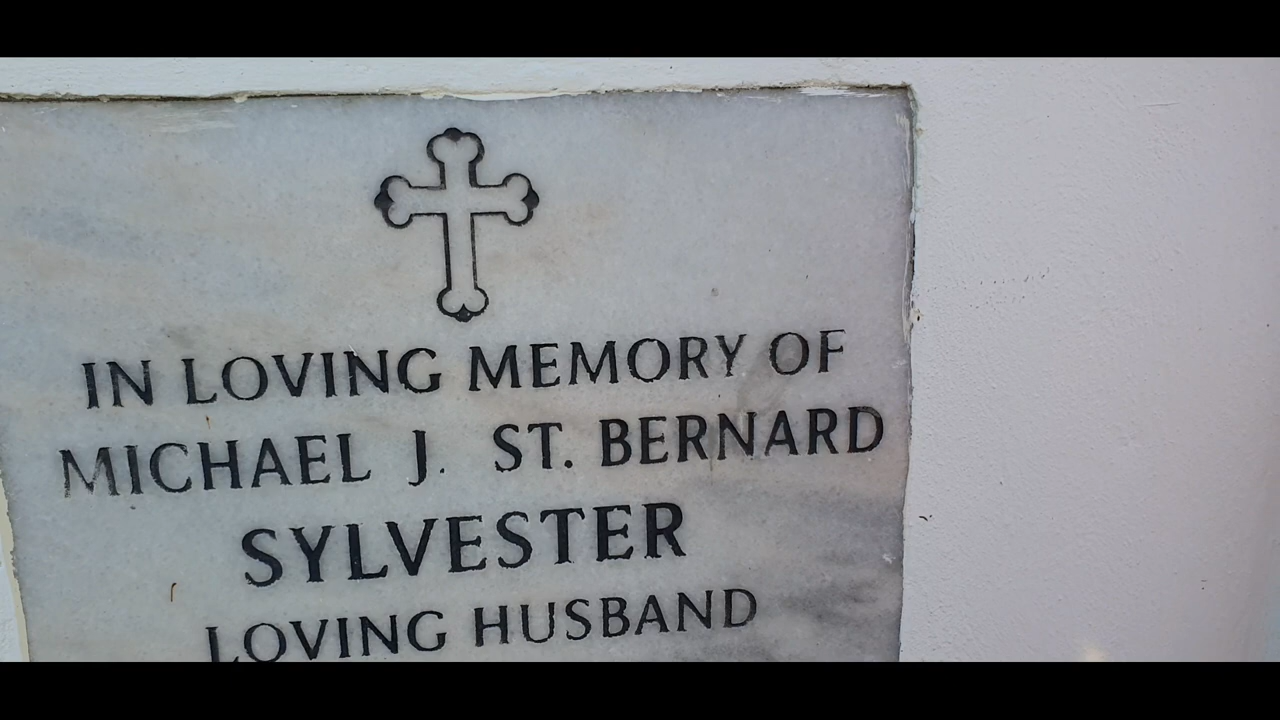 IN LOVING MEMORY OF
MICHAEL J. ST. BERNARD
SYLVESTER
LOVING HUSBAND